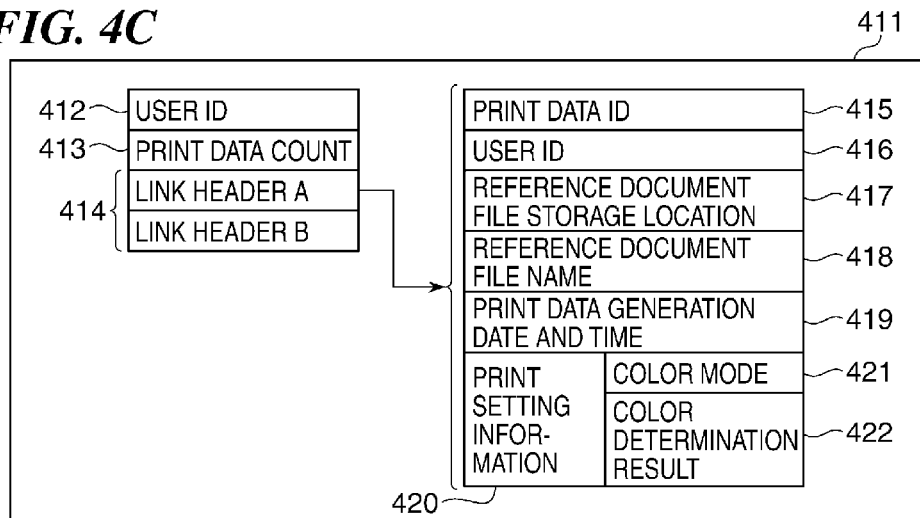 FIG. 4C
411
412 USER ID
413 PRINT DATA COUNT
414 LINK HEADER A
LINK HEADER B
PRINT DATA ID 415
USER ID 416
REFERENCE DOCUMENT
FILE STORAGE LOCATION 417
REFERENCE DOCUMENT
FILE NAME 418
PRINT DATA GENERATION
DATE AND TIME 419
PRINT
SETTING
INFOR-
MATION
420
COLOR MODE 421
COLOR
DETERMINATION
RESULT 422